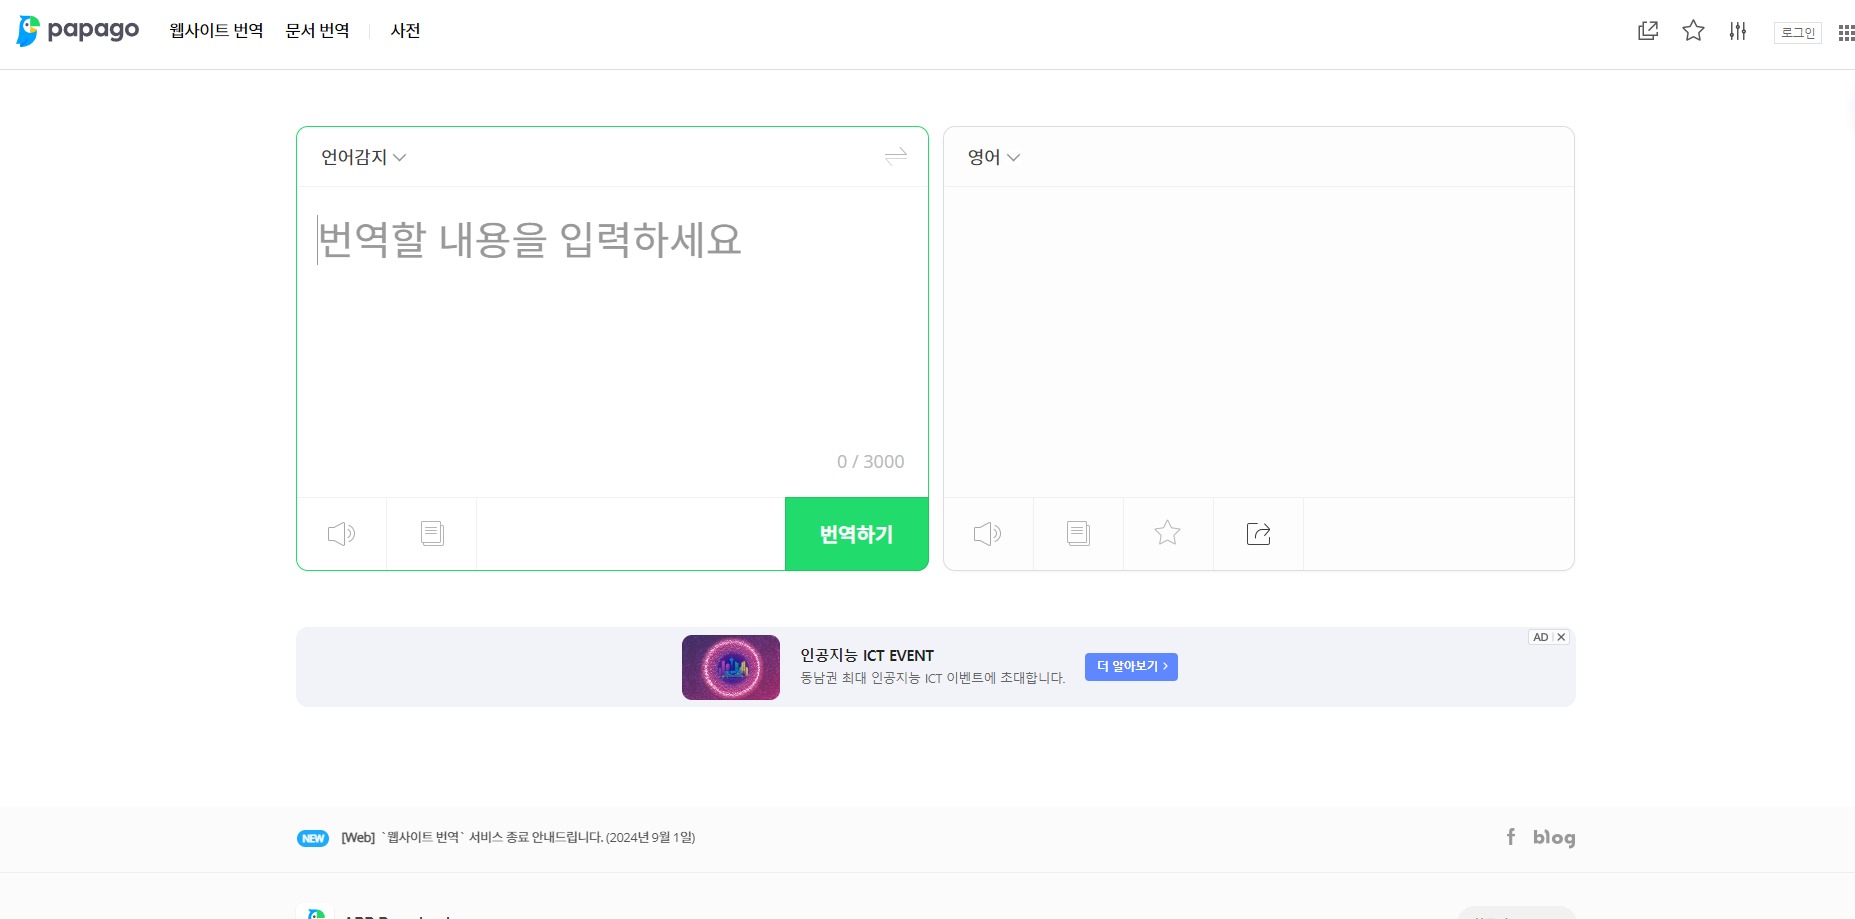 papago
웹사이트 번역
문서 번역
사전
로그인
언어감지
영어
번역할 내용을 입력하세요
0 / 3000
번역하기
AD
인공지능 ICT EVENT
동남권 최대 인공지능 ICT 이벤트에 초대합니다.
더 알아보기
NEW [Web] `웹사이트 번역` 서비스 종료 안내드립니다. (2024년 9월 1일)
blog